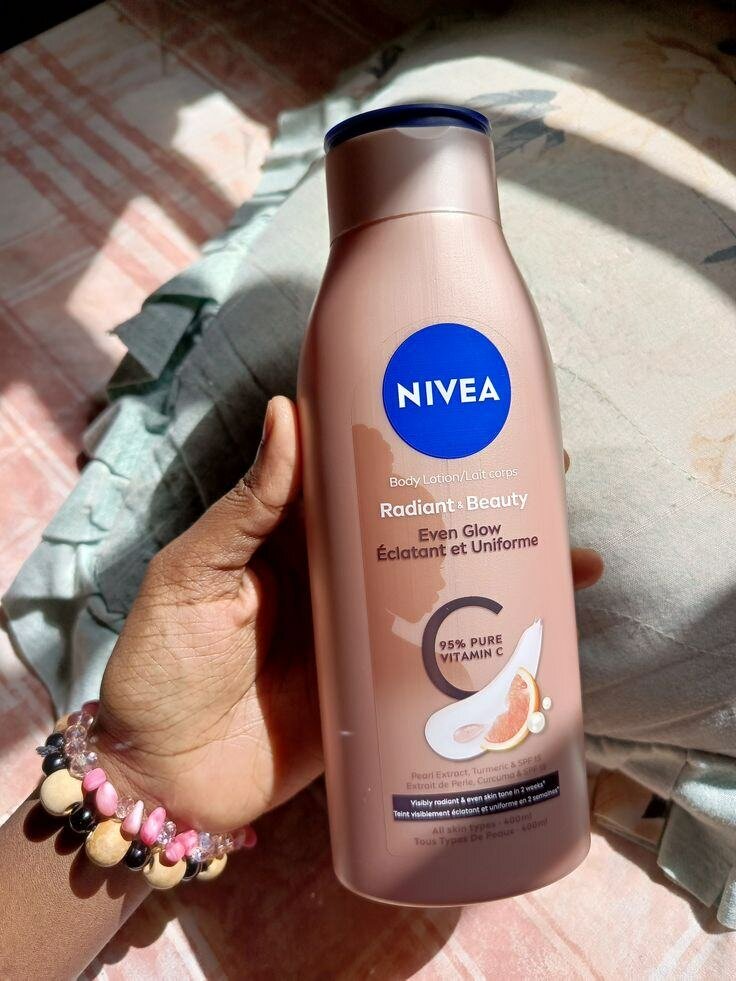 NIVEA
Body Lotion/Lait corps
Radiant & Beauty
Even Glow
Éclatant et Uniforme
95% PURE
VITAMIN C
Pearl Extract, Turmeric & SPF 15
Extrait de Perle, Curcuma & SPF 15
Visibly radiant & even skin tone in 2 weeks*
Teint visiblement éclatant et uniforme en 2 semaines*
All skin types - 400ml
Tous Types De Peaux - 400ml